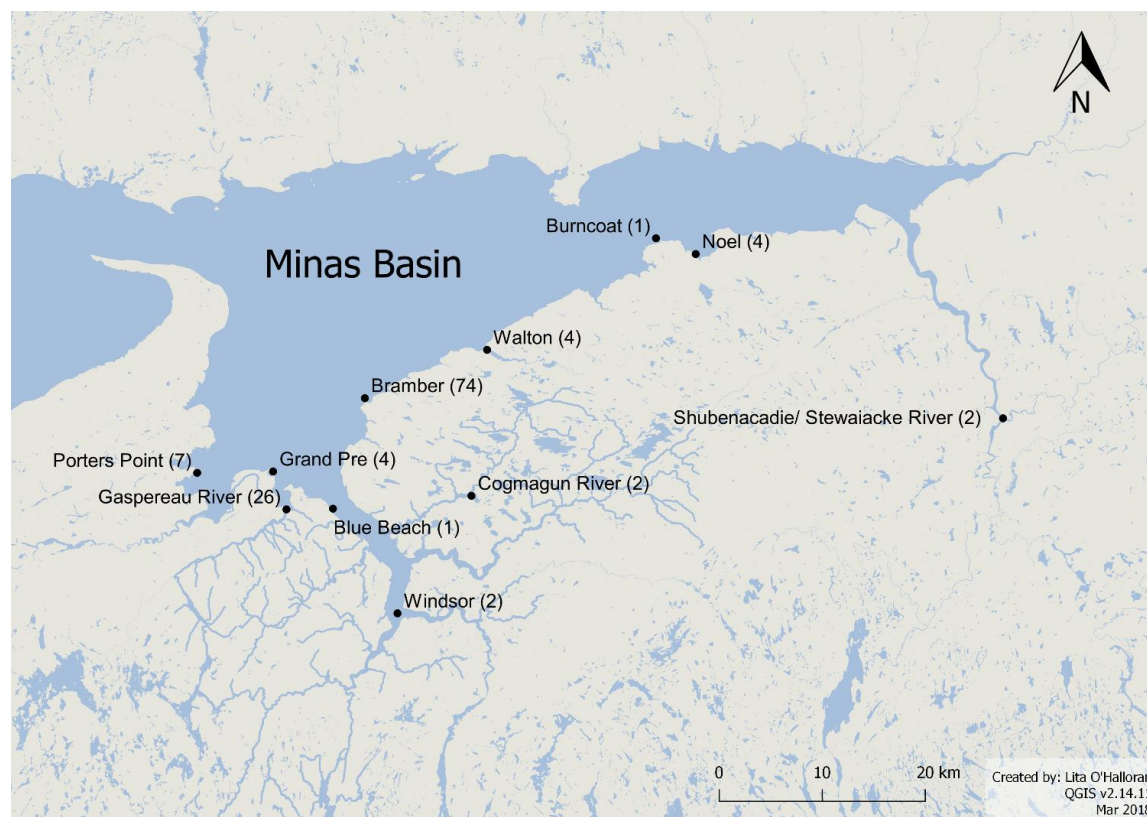 N
Burncoat (1)
Noel (4)
Minas Basin
Walton (4)
Bramber (74)
Shubenacadie/ Stewaiacke River (2)
Porters Point (7)
Grand Pre (4)
Cogmagun River (2)
Gaspereau River (26)
Blue Beach (1)
Windsor (2)
0 10 20 km
Created by: Lita O'Halloran
QGIS v2.14.11
Mar 2018